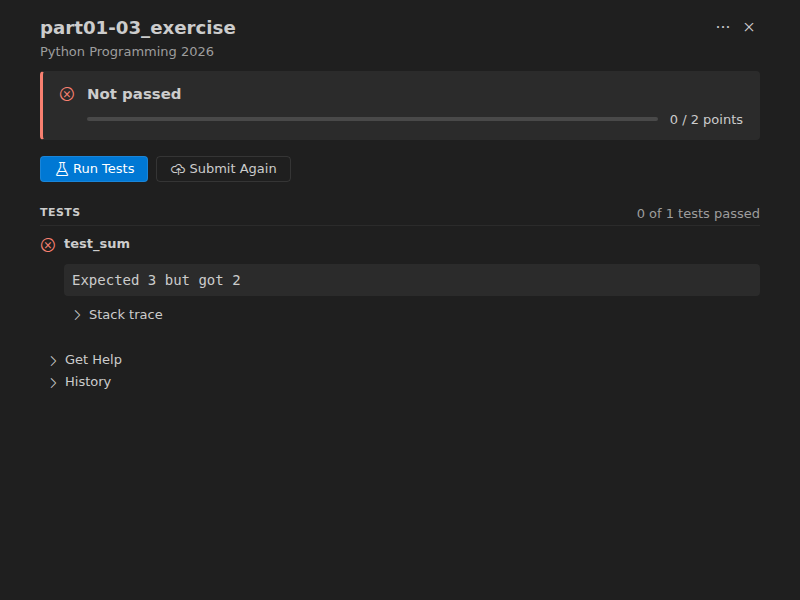 part01-03_exercise
Python Programming 2026
Not passed
0 / 2 points
Run Tests
Submit Again
TESTS
0 of 1 tests passed
test_sum
Expected 3 but got 2
Stack trace
Get Help
History